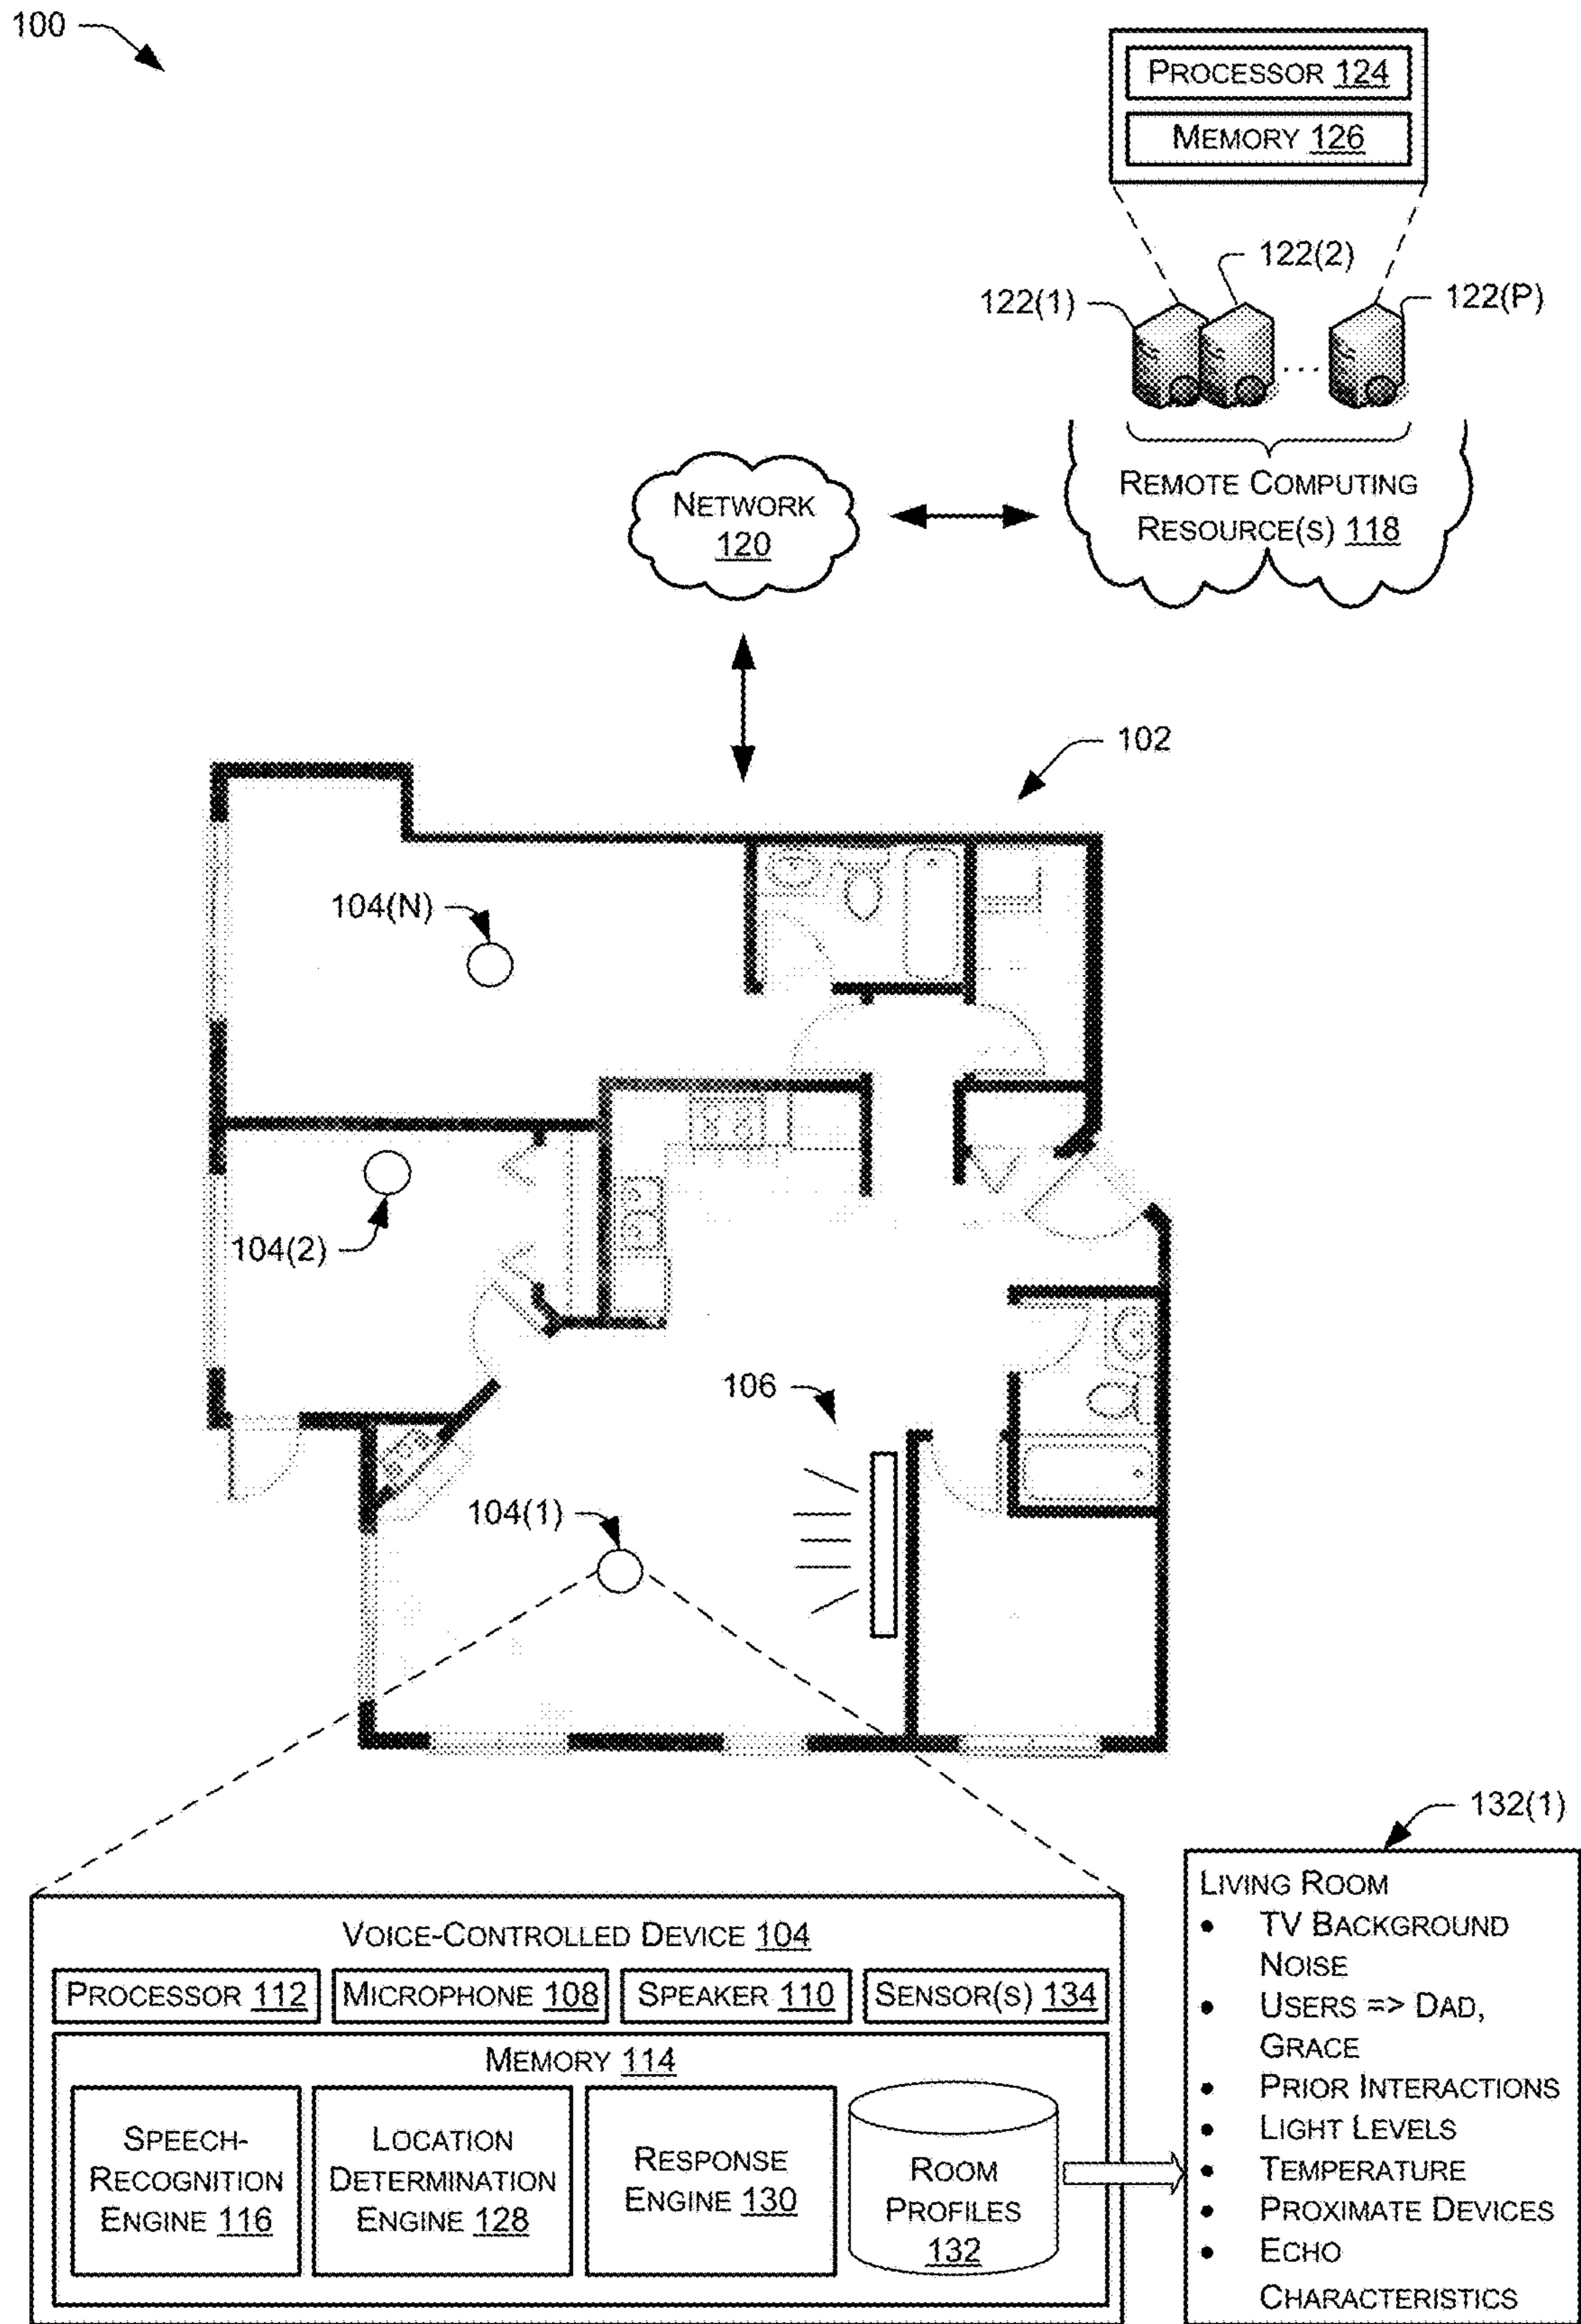 100
PROCESSOR 124
MEMORY 126
122(2)
122(1)
122(P)
...
REMOTE COMPUTING
RESOURCE(S) 118
NETWORK
120
102
104(N)
104(2)
106
104(1)
132(1)
VOICE-CONTROLLED DEVICE 104
PROCESSOR 112
MICROPHONE 108
SPEAKER 110
SENSOR(S) 134
MEMORY 114
SPEECH-
RECOGNITION
ENGINE 116
LOCATION
DETERMINATION
ENGINE 128
RESPONSE
ENGINE 130
ROOM
PROFILES
132
LIVING ROOM
• TV BACKGROUND
NOISE
• USERS => DAD,
GRACE
• PRIOR INTERACTIONS
• LIGHT LEVELS
• TEMPERATURE
• PROXIMATE DEVICES
• ECHO
CHARACTERISTICS